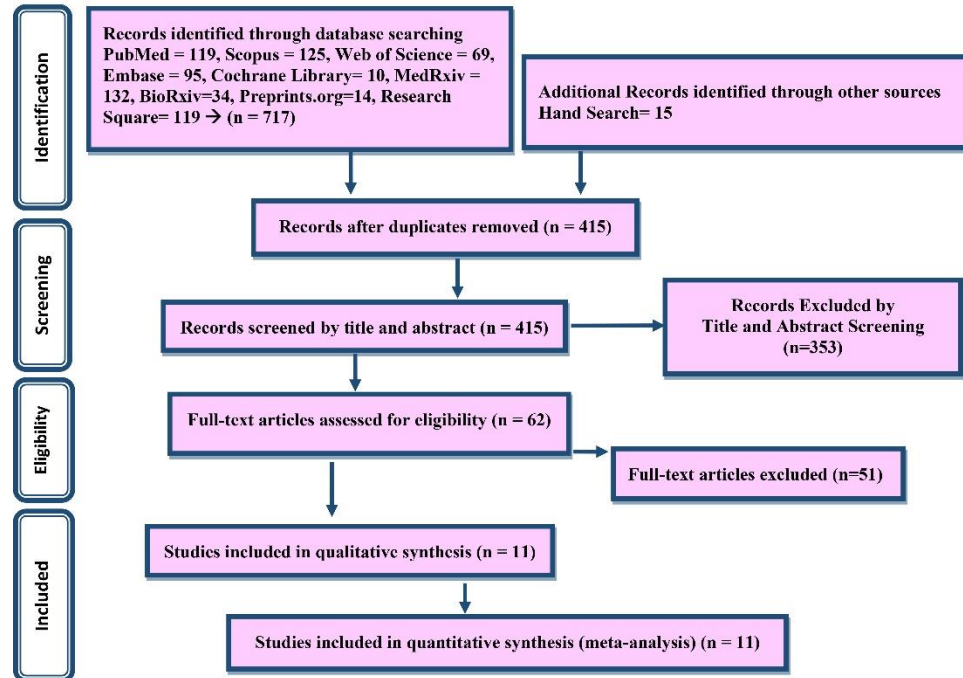 Identification
Records identified through database searching
PubMed = 119, Scopus = 125, Web of Science = 69,
Embase = 95, Cochrane Library= 10, MedRxiv =
132, BioRxiv=34, Preprints.org=14, Research
Square= 119 → (n = 717)
Additional Records identified through other sources
Hand Search= 15
Records after duplicates removed (n = 415)
Screening
Records screened by title and abstract (n = 415)
Records Excluded by
Title and Abstract Screening
(n=353)
Eligibility
Full-text articles assessed for eligibility (n = 62)
Full-text articles excluded (n=51)
Included
Studies included in qualitative synthesis (n = 11)
Studies included in quantitative synthesis (meta-analysis) (n = 11)